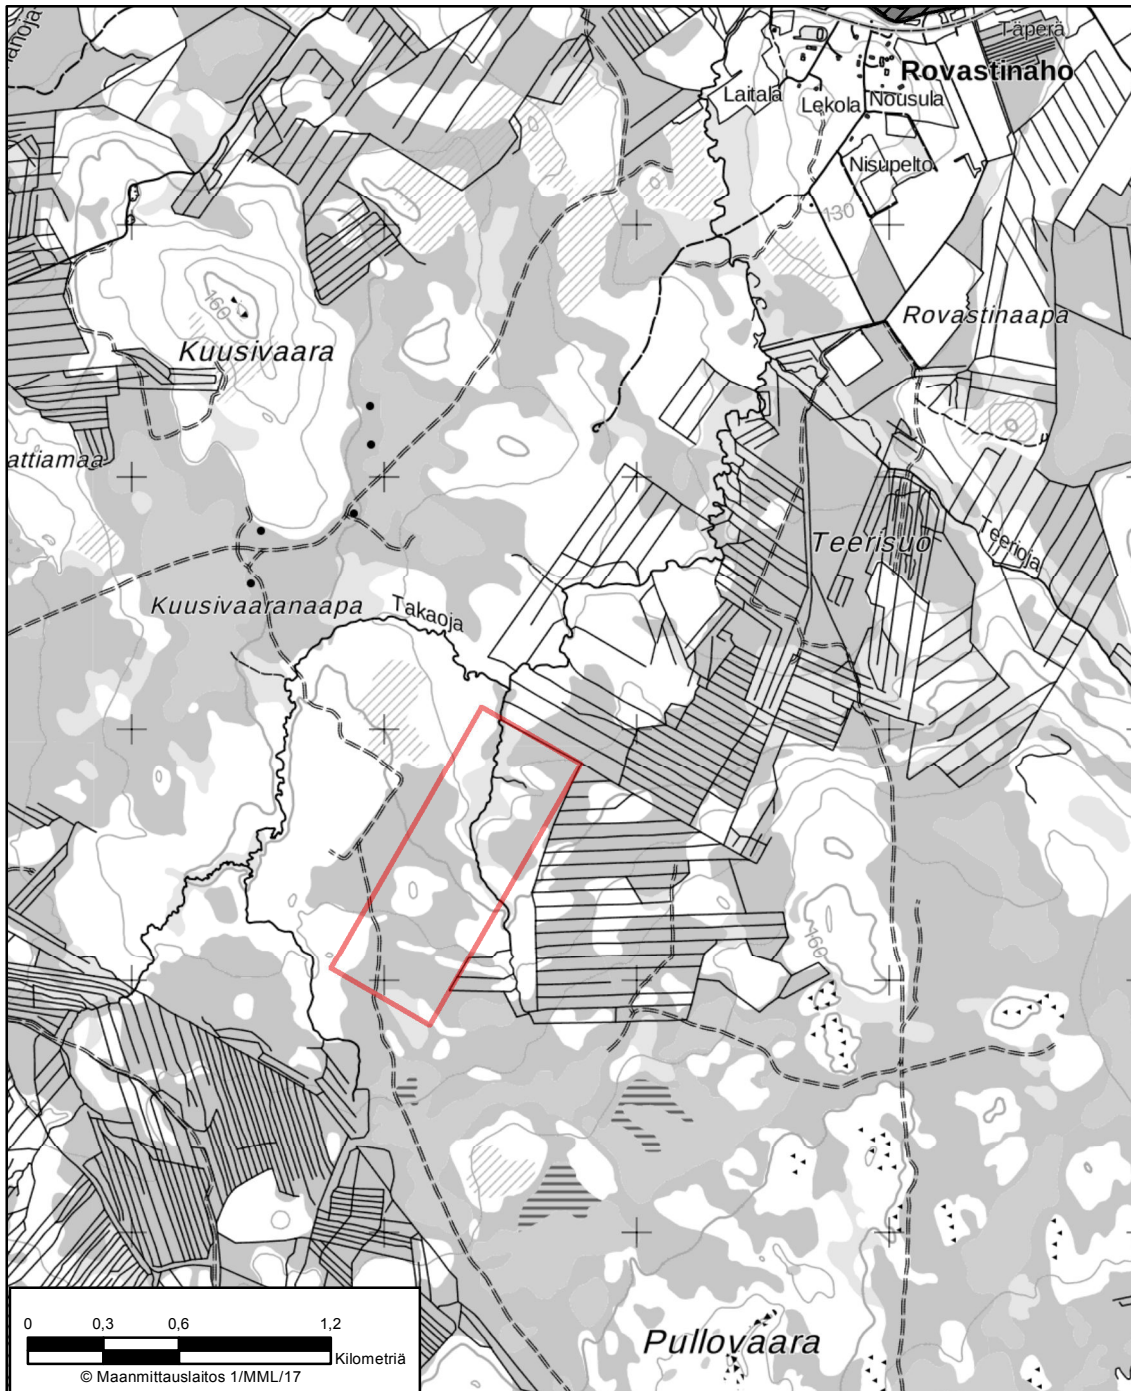 Täperä
Rovastinaho
Laitala
Lekola
Nousula
Nisupelto
130
160
Rovastinaapa
Kuusivaara
attiamaa
Teerisuo
Teerioja
Kuusivaaranaapa
Takaoja
160
Pullovaara
0 0,3 0,6 1,2
Kilometriä
© Maanmittauslaitos 1/MML/17